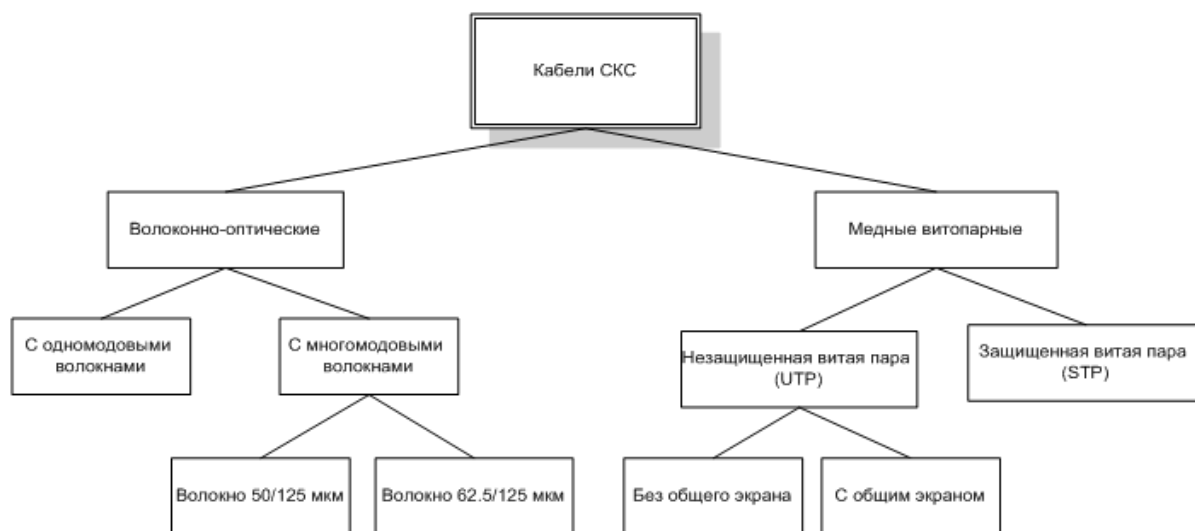 Кабели СКС
Волоконно-оптические
Медные витопарные
С одномодовыми
волокнами
С многомодовыми
волокнами
Незащищенная витая пара
(UTP)
Защищенная витая пара
(STP)
Волокно 50/125 мкм
Волокно 62.5/125 мкм
Без общего экрана
С общим экраном